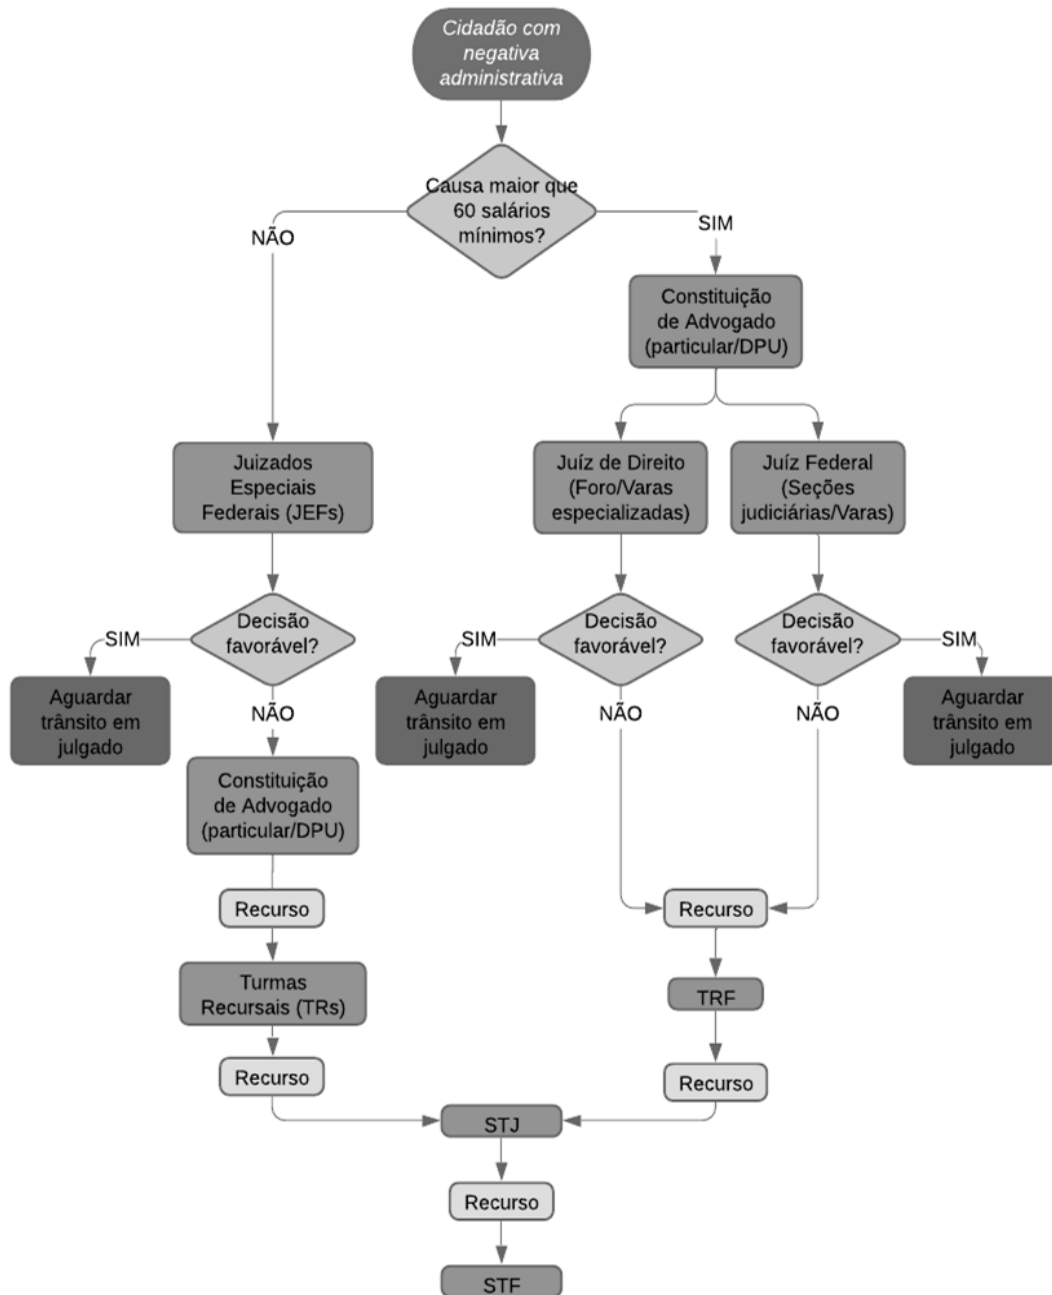 Cidadão com
negativa
administrativa
Causa maior que
60 salários
mínimos?
NÃO
SIM
Constituição
de Advogado
(particular/DPU)
Juizados
Especiais
Federais (JEFs)
Juíz de Direito
(Foro/Varas
especializadas)
Juíz Federal
(Seções
judiciárias/Varas)
Decisão
favorável?
SIM
Aguardar
trânsito em
julgado
NÃO
Decisão
favorável?
SIM
Aguardar
trânsito em
julgado
NÃO
Decisão
favorável?
SIM
Aguardar
trânsito em
julgado
NÃO
Constituição
de Advogado
(particular/DPU)
Recurso
Recurso
Turmas
Recursais (TRs)
TRF
Recurso
Recurso
STJ
Recurso
STF